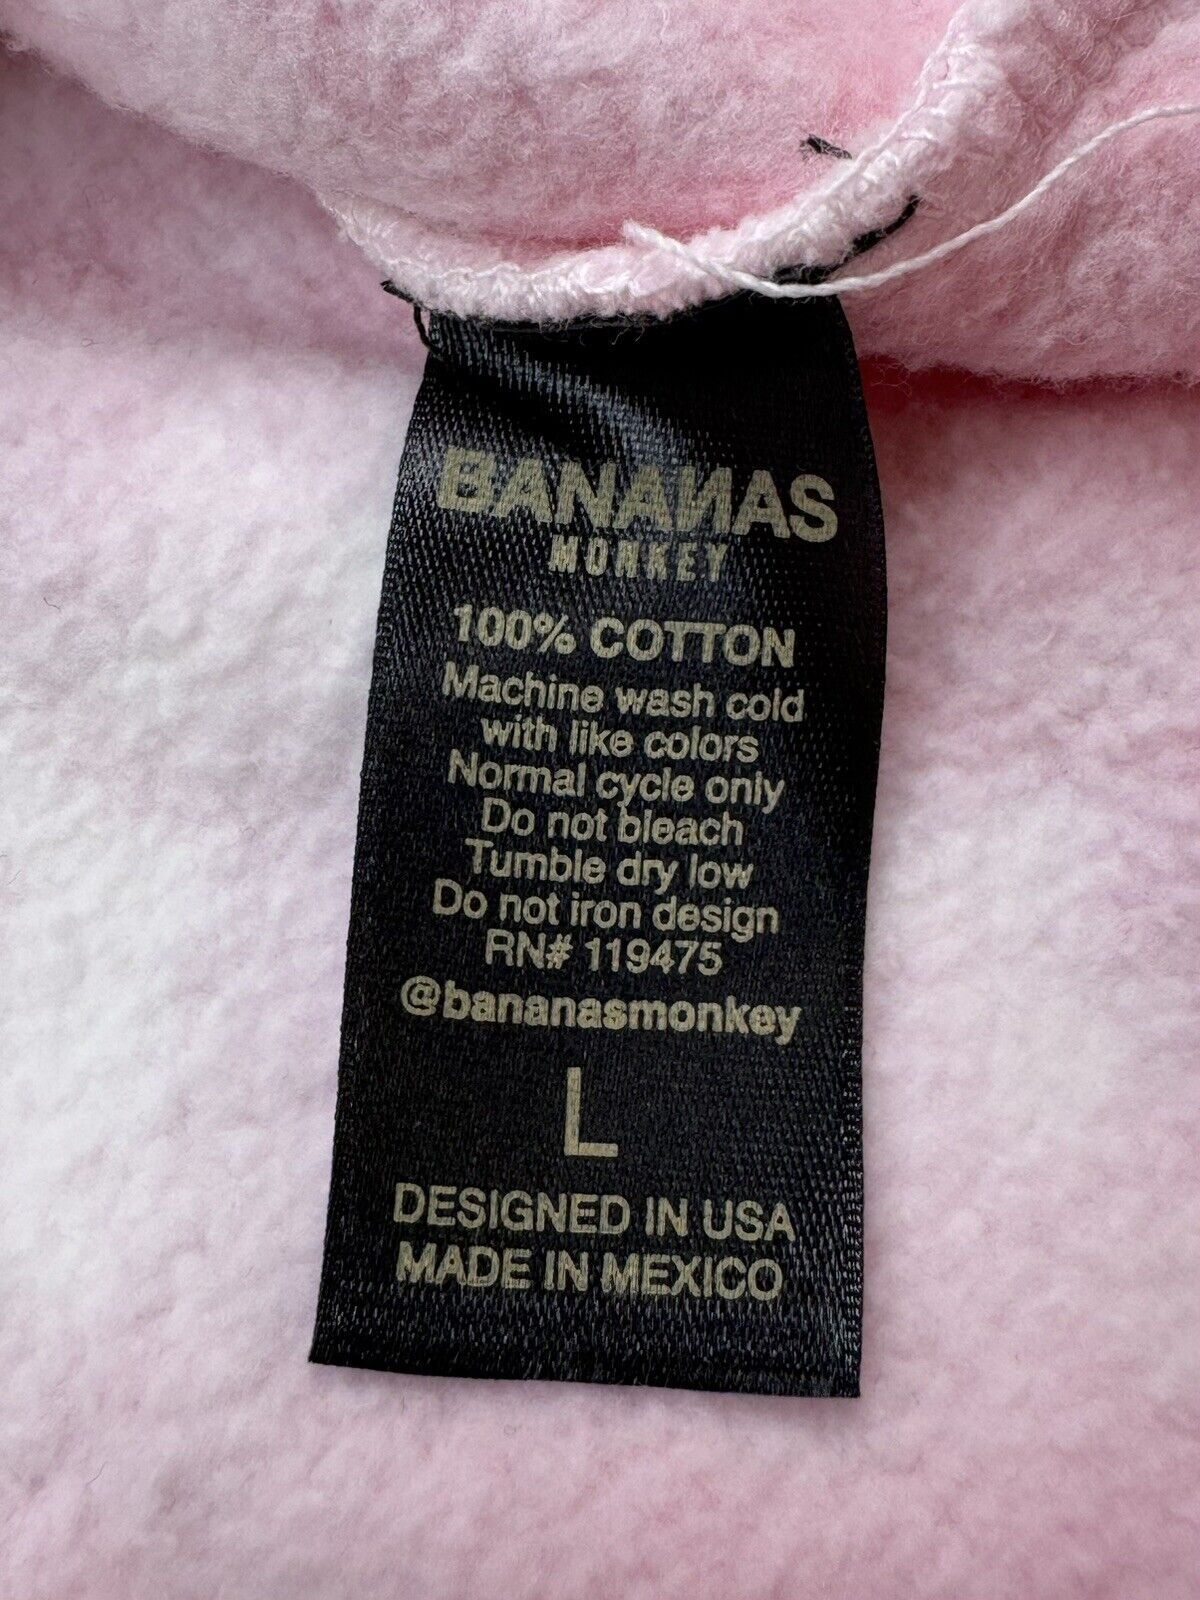 BANAИAS
MONKEY
100% COTTON
Machine wash cold
with like colors
Normal cycle only
Do not bleach
Tumble dry low
Do not iron design
RN# 119475
@bananasmonkey
L
DESIGNED IN USA
MADE IN MEXICO